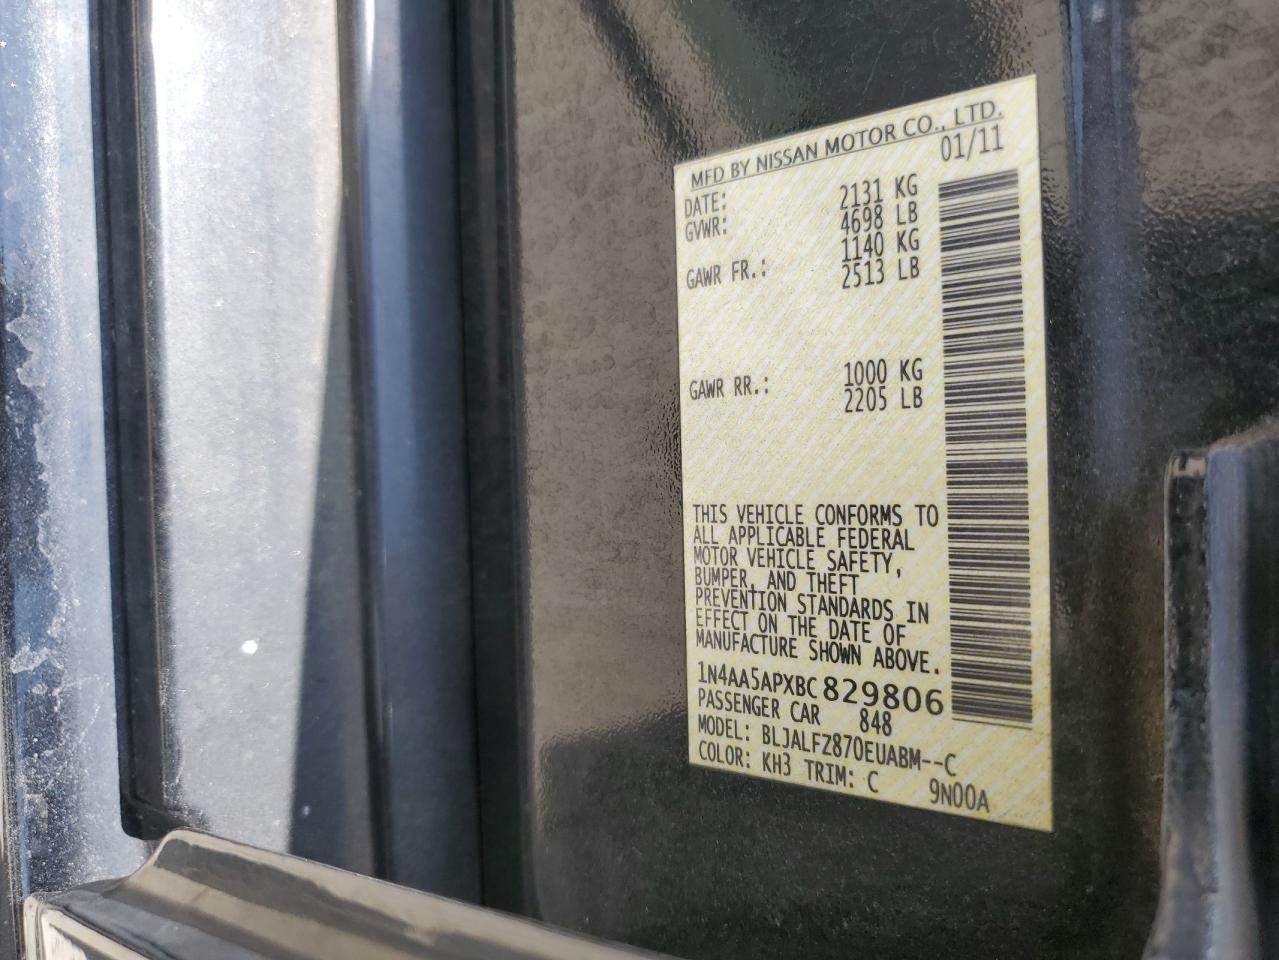 MFD BY NISSAN MOTOR CO., LTD.
DATE: 01/11
GVWR: 2131 KG
4698 LB
GAWR FR.: 1140 KG
2513 LB
GAWR RR.: 1000 KG
2205 LB
THIS VEHICLE CONFORMS TO
ALL APPLICABLE FEDERAL
MOTOR VEHICLE SAFETY,
BUMPER, AND THEFT
PREVENTION STANDARDS IN
EFFECT ON THE DATE OF
MANUFACTURE SHOWN ABOVE.
1N4AA5APXBC829806
PASSENGER CAR 848
MODEL: BLJALFZ870EUABM--C
COLOR: KH3 TRIM: C 9N00A